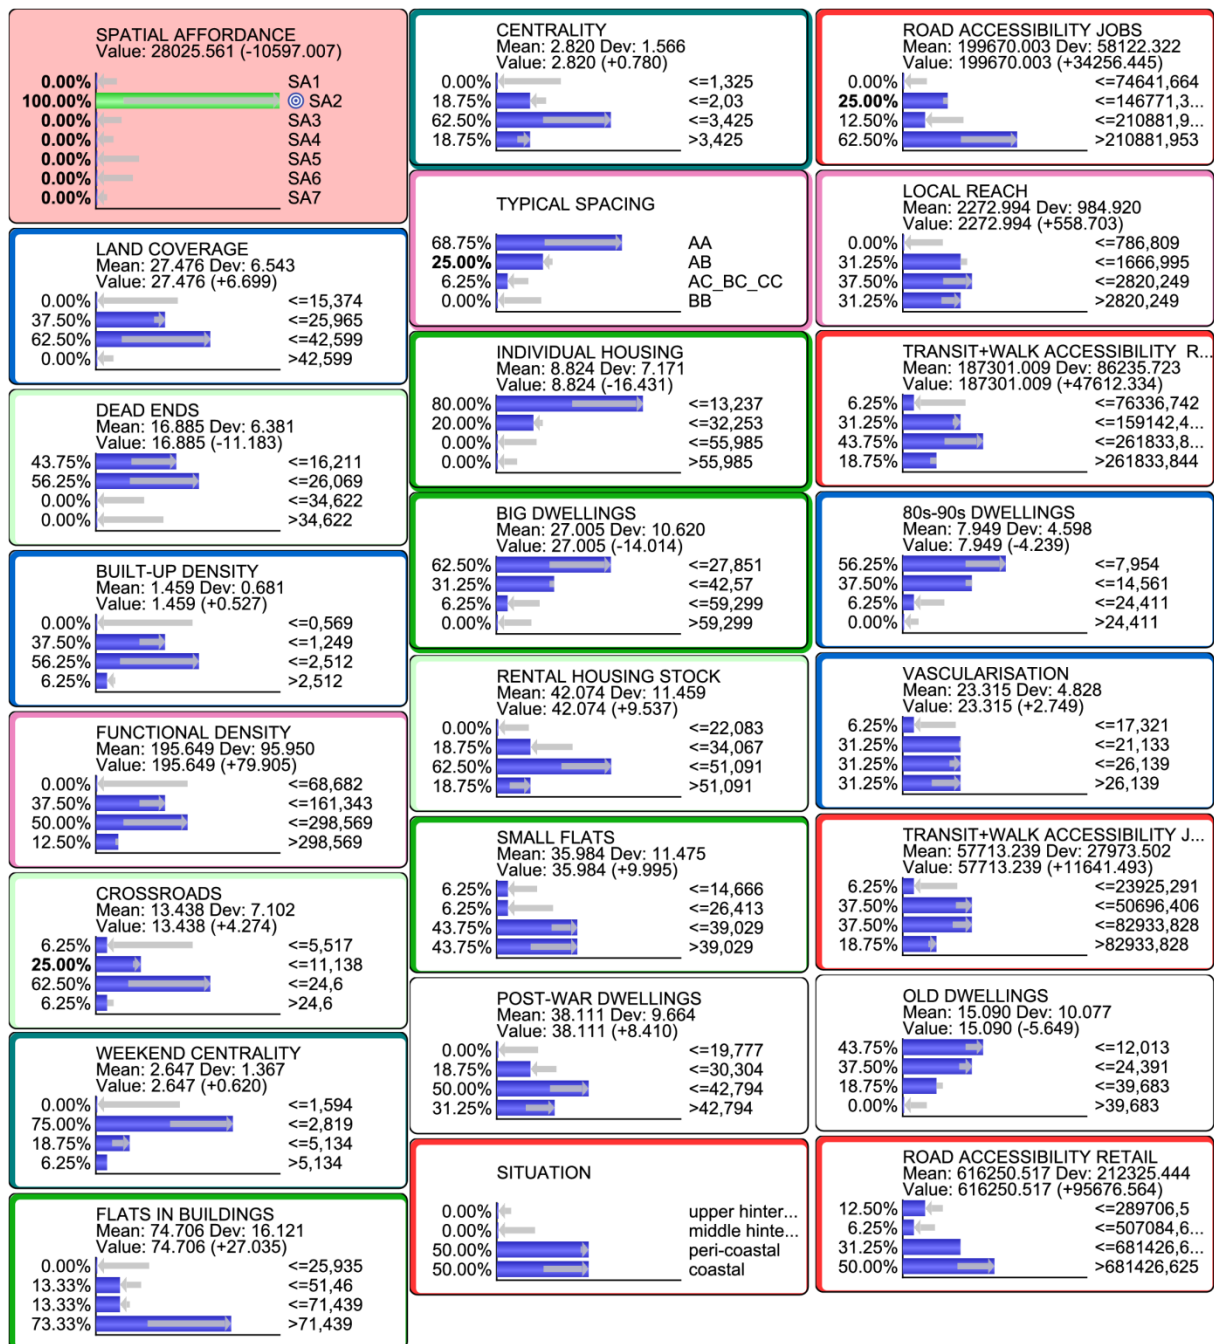 SPATIAL AFFORDANCE
Value: 28025.561 (-10597.007)
0.00% SA1
100.00% SA2
0.00% SA3
0.00% SA4
0.00% SA5
0.00% SA6
0.00% SA7
LAND COVERAGE
Mean: 27.476 Dev: 6.543
Value: 27.476 (+6.699)
0.00% <=15,374
37.50% <=25,965
62.50% <=42,599
0.00% >42,599
DEAD ENDS
Mean: 16.885 Dev: 6.381
Value: 16.885 (-11.183)
43.75% <=16,211
56.25% <=26,069
0.00% <=34,622
0.00% >34,622
BUILT-UP DENSITY
Mean: 1.459 Dev: 0.681
Value: 1.459 (+0.527)
0.00% <=0,569
37.50% <=1,249
56.25% <=2,512
6.25% >2,512
FUNCTIONAL DENSITY
Mean: 195.649 Dev: 95.950
Value: 195.649 (+79.905)
0.00% <=68,682
37.50% <=161,343
50.00% <=298,569
12.50% >298,569
CROSSROADS
Mean: 13.438 Dev: 7.102
Value: 13.438 (+4.274)
6.25% <=5,517
25.00% <=11,138
62.50% <=24,6
6.25% >24,6
WEEKEND CENTRALITY
Mean: 2.647 Dev: 1.367
Value: 2.647 (+0.620)
0.00% <=1,594
75.00% <=2,819
18.75% <=5,134
6.25% >5,134
FLATS IN BUILDINGS
Mean: 74.706 Dev: 16.121
Value: 74.706 (+27.035)
0.00% <=25,935
13.33% <=51,46
13.33% <=71,439
73.33% >71,439
CENTRALITY
Mean: 2.820 Dev: 1.566
Value: 2.820 (+0.780)
0.00% <=1,325
18.75% <=2,03
62.50% <=3,425
18.75% >3,425
TYPICAL SPACING
68.75% AA
25.00% AB
6.25% AC_BC_CC
0.00% BB
INDIVIDUAL HOUSING
Mean: 8.824 Dev: 7.171
Value: 8.824 (-16.431)
80.00% <=13,237
20.00% <=32,253
0.00% <=55,985
0.00% >55,985
BIG DWELLINGS
Mean: 27.005 Dev: 10.620
Value: 27.005 (-14.014)
62.50% <=27,851
31.25% <=42,57
6.25% <=59,299
0.00% >59,299
RENTAL HOUSING STOCK
Mean: 42.074 Dev: 11.459
Value: 42.074 (+9.537)
0.00% <=22,083
18.75% <=34,067
62.50% <=51,091
18.75% >51,091
SMALL FLATS
Mean: 35.984 Dev: 11.475
Value: 35.984 (+9.995)
6.25% <=14,666
6.25% <=26,413
43.75% <=39,029
43.75% >39,029
POST-WAR DWELLINGS
Mean: 38.111 Dev: 9.664
Value: 38.111 (+8.410)
0.00% <=19,777
18.75% <=30,304
50.00% <=42,794
31.25% >42,794
SITUATION
0.00% upper hinter...
0.00% middle hinte...
50.00% peri-coastal
50.00% coastal
ROAD ACCESSIBILITY JOBS
Mean: 199670.003 Dev: 58122.322
Value: 199670.003 (+34256.445)
0.00% <=74641,664
25.00% <=146771,3...
12.50% <=210881,9...
62.50% >210881,953
LOCAL REACH
Mean: 2272.994 Dev: 984.920
Value: 2272.994 (+558.703)
0.00% <=786,809
31.25% <=1666,995
37.50% <=2820,249
31.25% >2820,249
TRANSIT+WALK ACCESSIBILITY R...
Mean: 187301.009 Dev: 86235.723
Value: 187301.009 (+47612.334)
6.25% <=76336,742
31.25% <=159142,4...
43.75% <=261833,8...
18.75% >261833,844
80s-90s DWELLINGS
Mean: 7.949 Dev: 4.598
Value: 7.949 (-4.239)
56.25% <=7,954
37.50% <=14,561
6.25% <=24,411
0.00% >24,411
VASCULARISATION
Mean: 23.315 Dev: 4.828
Value: 23.315 (+2.749)
6.25% <=17,321
31.25% <=21,133
31.25% <=26,139
31.25% >26,139
TRANSIT+WALK ACCESSIBILITY J...
Mean: 57713.239 Dev: 27973.502
Value: 57713.239 (+11641.493)
6.25% <=23925,291
37.50% <=50696,406
37.50% <=82933,828
18.75% >82933,828
OLD DWELLINGS
Mean: 15.090 Dev: 10.077
Value: 15.090 (-5.649)
43.75% <=12,013
37.50% <=24,391
18.75% <=39,683
0.00% >39,683
ROAD ACCESSIBILITY RETAIL
Mean: 616250.517 Dev: 212325.444
Value: 616250.517 (+95676.564)
12.50% <=289706,5
6.25% <=507084,6...
31.25% <=681426,6...
50.00% >681426,625